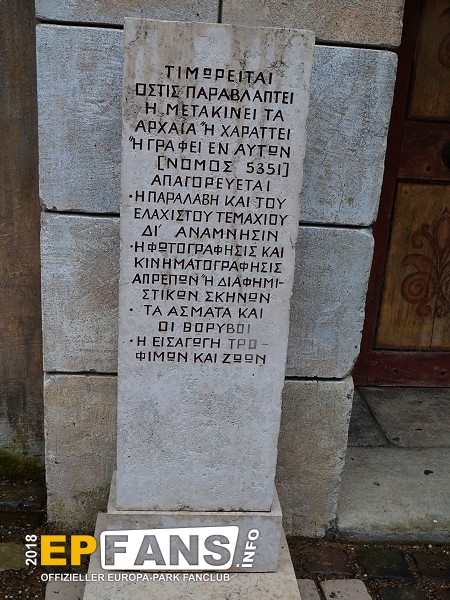 ΤΙΜΩΡΕΙΤΑΙ
ΟΣΤΙΣ ΠΑΡΑΒΛΑΠΤΕΙ
Η ΜΕΤΑΚΙΝΕΙ ΤΑ
ΑΡΧΑΙΑ Ή ΧΑΡΑΤΤΕΙ
Ή ΓΡΑΦΕΙ ΕΝ ΑΥΤΩΝ
[ΝΟΜΟΣ 5351]
ΑΠΑΓΟΡΕΥΕΤΑΙ
·Η ΠΑΡΑΛΑΒΗ ΚΑΙ ΤΟΥ
ΕΛΑΧΙΣΤΟΥ ΤΕΜΑΧΙΟΥ
ΔΙ΄ ΑΝΑΜΝΗΣΙΝ
·Η ΦΩΤΟΓΡΑΦΗΣΙΣ ΚΑΙ
ΚΙΝΗΜΑΤΟΓΡΑΦΗΣΙΣ
ΑΠΡΕΠΩΝ Ή ΔΙΑΦΗΜΙ-
ΣΤΙΚΩΝ ΣΚΗΝΩΝ
· ΤΑ ΑΣΜΑΤΑ ΚΑΙ
ΟΙ ΘΟΡΥΒΟΙ
· Η ΕΙΣΑΓΩΓΗ ΤΡΟ-
ΦΙΜΩΝ ΚΑΙ ΖΩΩΝ
2018 EPFANS.INFO
OFFIZIELLER EUROPA-PARK FANCLUB